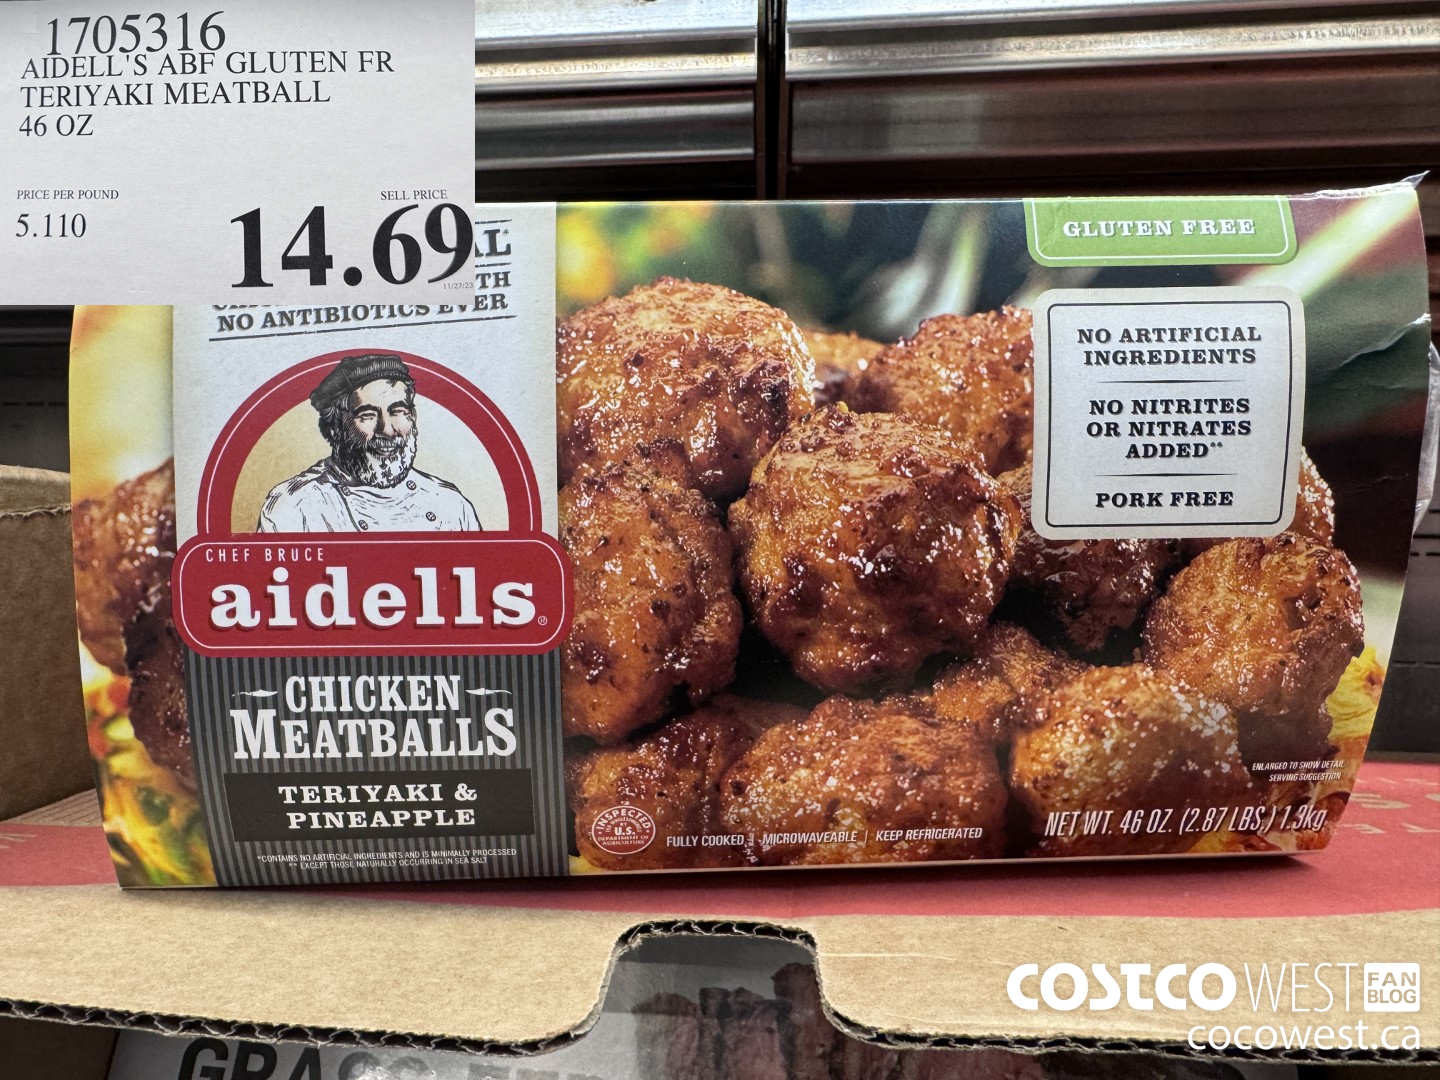 1705316
AIDELL'S ABF GLUTEN FR
TERIYAKI MEATBALL
46 OZ
PRICE PER POUND
5.110
SELL PRICE
14.69
11/27/23
NO ANTIBIOTICS EVER
CHEF BRUCE
aidells®
CHICKEN
MEATBALLS
TERIYAKI &
PINEAPPLE
*CONTAINS NO ARTIFICIAL INGREDIENTS AND IS MINIMALLY PROCESSED
** EXCEPT THOSE NATURALLY OCCURRING IN SEA SALT
GLUTEN FREE
NO ARTIFICIAL
INGREDIENTS
NO NITRITES
OR NITRATES
ADDED**
PORK FREE
ENLARGED TO SHOW DETAIL
SERVING SUGGESTION
INSPECTED
U.S.
DEPARTMENT OF
AGRICULTURE
FULLY COOKED | MICROWAVEABLE | KEEP REFRIGERATED
NET WT. 46 OZ. (2.87 LBS.) 1.3kg
COSTCO WEST FAN BLOG
cocowest.ca